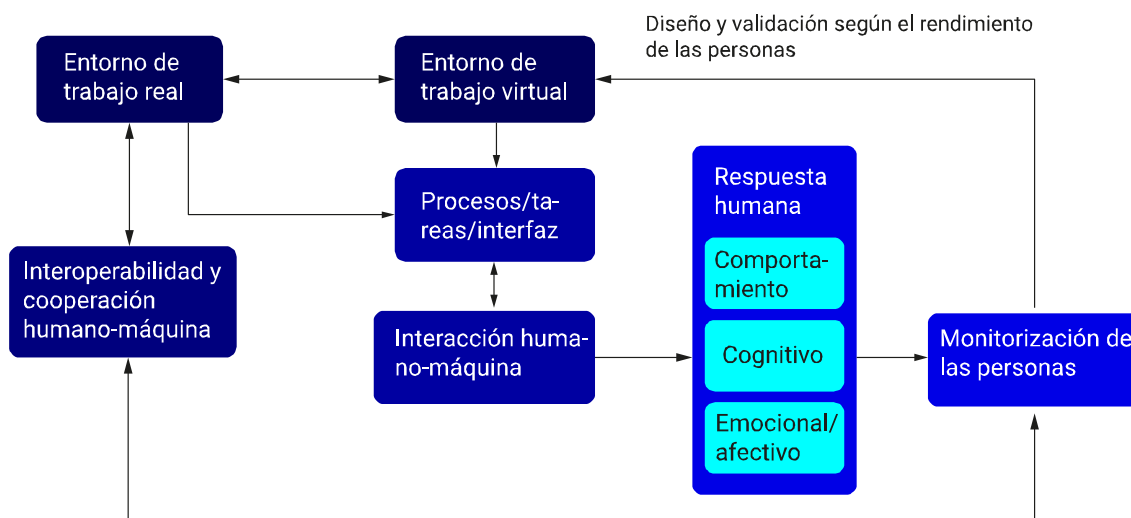 Diseño y validación según el rendimiento
de las personas
Entorno de
trabajo real
Entorno de
trabajo virtual
Procesos/ta-
reas/interfaz
Respuesta
humana
Interoperabilidad y
cooperación
humano-máquina
Comporta-
miento
Interacción huma-
no-máquina
Cognitivo
Monitorización de
las personas
Emocional/
afectivo